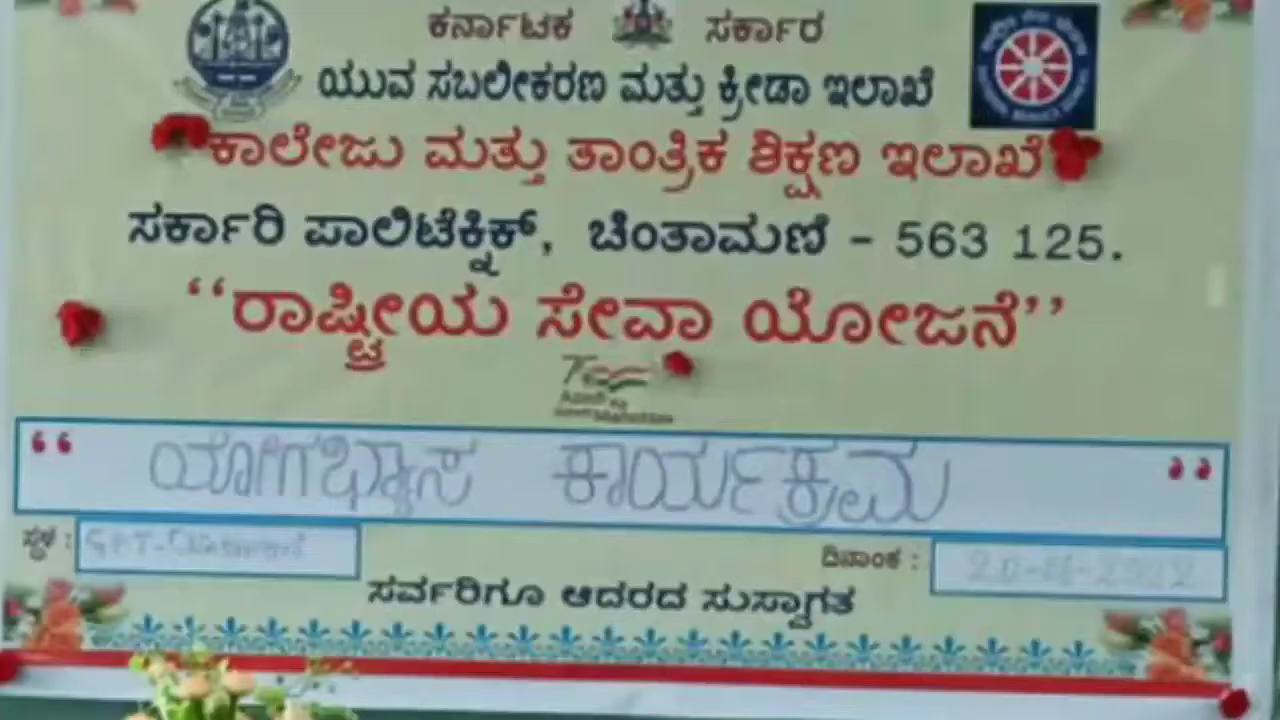 ಕರ್ನಾಟಕ ಸರ್ಕಾರ
ಯುವ ಸಬಲೀಕರಣ ಮತ್ತು ಕ್ರೀಡಾ ಇಲಾಖೆ
ಕಾಲೇಜು ಮತ್ತು ತಾಂತ್ರಿಕ ಶಿಕ್ಷಣ ಇಲಾಖೆ
ಸರ್ಕಾರಿ ಪಾಲಿಟೆಕ್ನಿಕ್, ಚಿಂತಾಮಣಿ - 563 125.
“ರಾಷ್ಟ್ರೀಯ ಸೇವಾ ಯೋಜನೆ”
“ ಯೋಗಭ್ಯಾಸ ಕಾರ್ಯಕ್ರಮ ”
ಸ್ಥಳ :
ದಿನಾಂಕ :
ಸರ್ವರಿಗೂ ಆದರದ ಸುಸ್ವಾಗತ